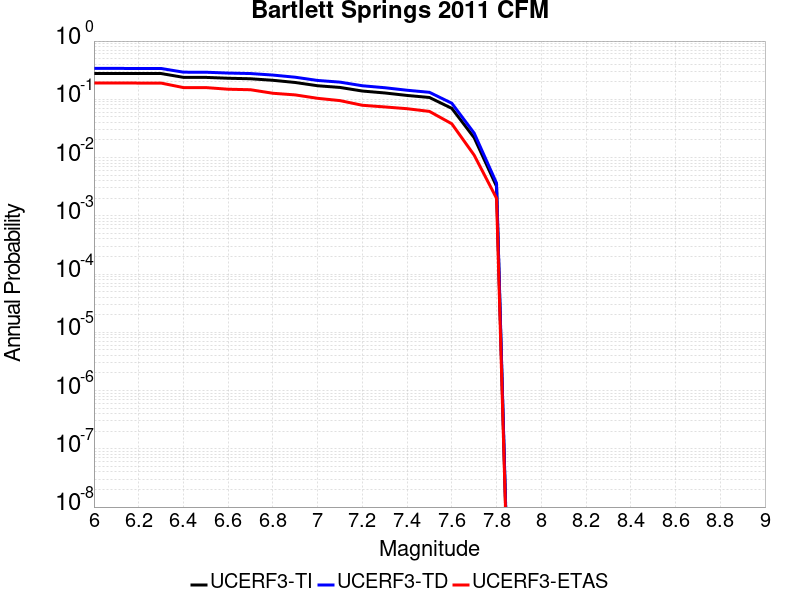 Bartlett Springs 2011 CFM
10^0
10^-1
10^-2
10^-3
10^-4
10^-5
10^-6
10^-7
10^-8
Annual Probability
6 6.2 6.4 6.6 6.8 7 7.2 7.4 7.6 7.8 8 8.2 8.4 8.6 8.8 9
Magnitude
UCERF3-TI UCERF3-TD UCERF3-ETAS